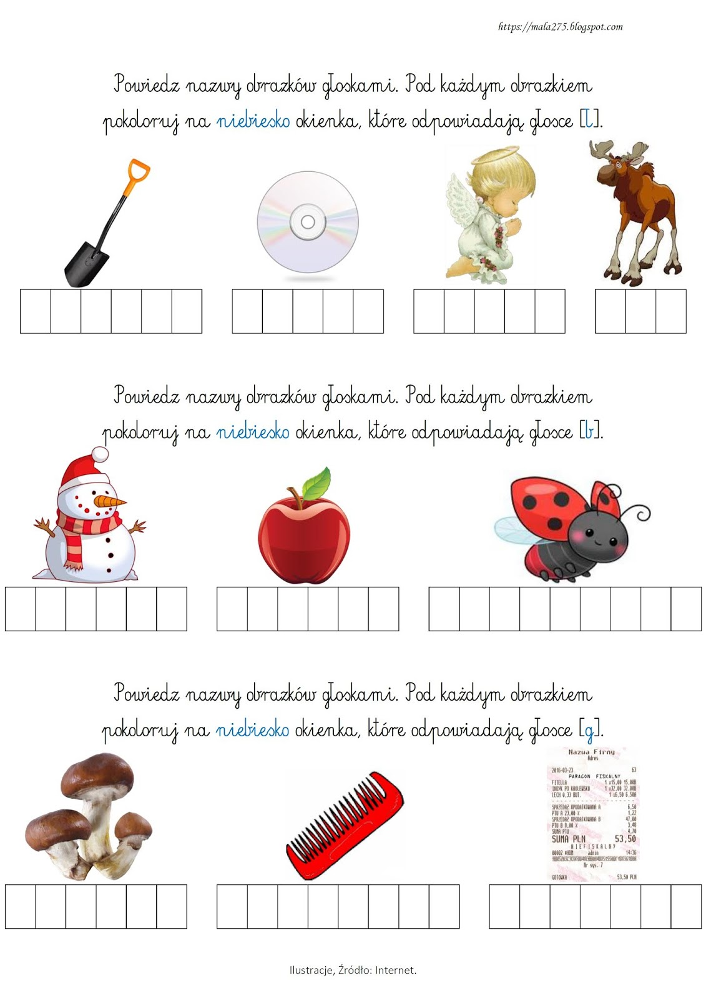 https://mala275.blogspot.com
Powiedz nazwy obrazków głoskami. Pod każdym obrazkiem
pokoloruj na niebiesko okienka, które odpowiadają głosce [ł].
Powiedz nazwy obrazków głoskami. Pod każdym obrazkiem
pokoloruj na niebiesko okienka, które odpowiadają głosce [b].
Powiedz nazwy obrazków głoskami. Pod każdym obrazkiem
pokoloruj na niebiesko okienka, które odpowiadają głosce [g].
Nazwa Firny
Adres
2016-03-23 63
PARAGON FISKALNY
FITELLA 1 x15,00 15,00B
INDYK PO KROLEWSKU 1 x32,00 32,00B
LECH 0,33 BUT. 1 x6,50 6,50A
SPRZEDAŻ OPODATKOWANA A 6,50
PTU A 23,00 % 1,22
SPRZEDAŻ OPODATKOWANA B 47,00
PTU B 8,00 % 3,48
SUMA PTU 4,70
SUMA PLN 53,50
NIEFISKALNY
00002 #ADM admin 14:36
Nr sys. 7
GOTÓWKA 53,50 PLN
Ilustracje, Źródło: Internet.